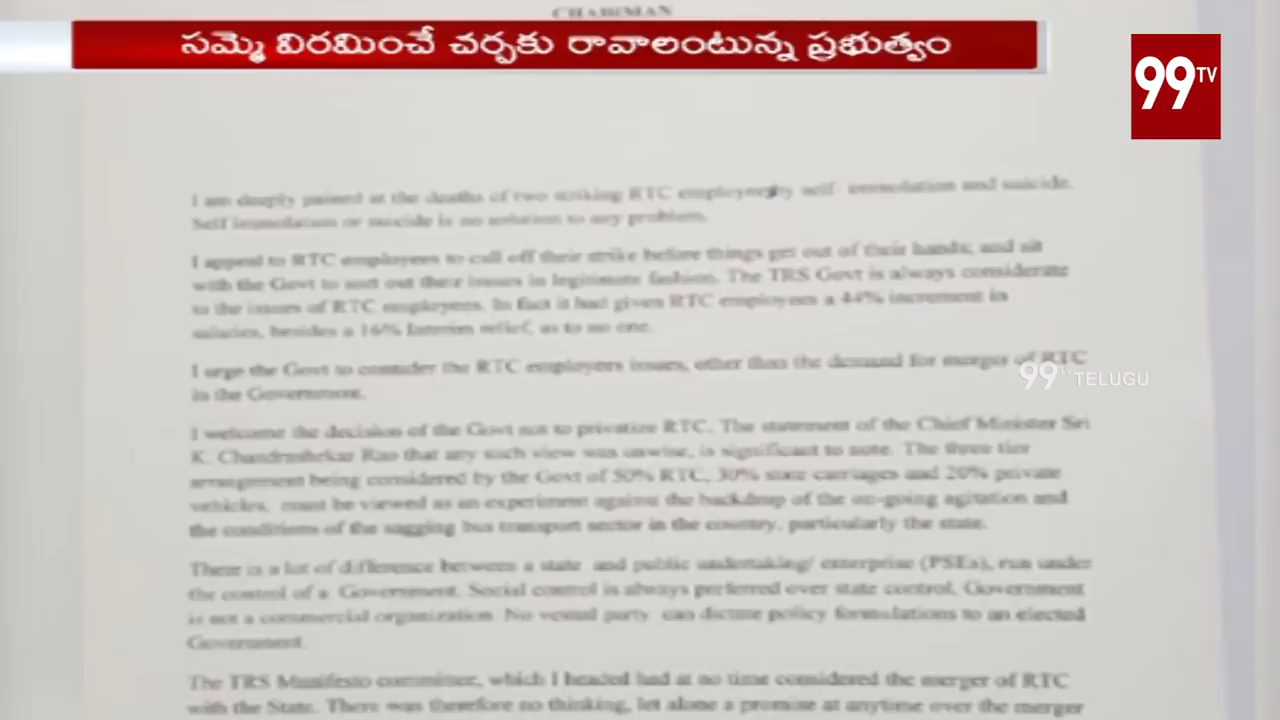 CHAIRMAN
సమ్మె విరమించే చర్చకు రావాలంటున్న ప్రభుత్వం
99TV
I am deeply pained at the deaths of two striking RTC employees by self- immolation and suicide.
Self immolation or suicide is no solution to any problem.
I appeal to RTC employees to call off their strike before things get out of their hands; and sit
with the Govt to sort out their issues in legitimate fashion. The TRS Govt is always considerate
to the issues of RTC employees. In fact it had given RTC employees a 44% increment in
salaries, besides a 16% Interim relief, as to no one.
I urge the Govt to consider the RTC employees issues, other than the demand for merger of RTC
in the Government.
99TV TELUGU
I welcome the decision of the Govt not to privatize RTC. The statement of the Chief Minister Sri
K. Chandrashekar Rao that any such view was unwise, is significant to note. The three tier
arrangement being considered by the Govt of 50% RTC, 30% state carriages and 20% private
vehicles, must be viewed as an experiment against the backdrop of the on-going agitation and
the conditions of the sagging bus transport sector in the country, particularly the state.
There is a lot of difference between a state and public undertaking/ enterprise (PSEs), run under
the control of a Government. Social control is always preferred over state control. Government
is not a commercial organization. No vested party can dictate policy formulations to an elected
Government.
The TRS Manifesto committee, which I headed had at no time considered the merger of RTC
with the State. There was therefore no thinking, let alone a promise at anytime over the merger